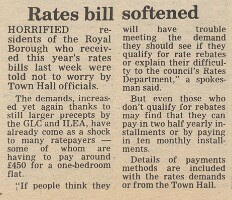 Rates bill softened
HORRIFIED re-
sidents of the Royal
Borough who receiv-
ed this year's rates
bills last week were
told not to worry by
Town Hall officials.
The demands, increas-
ed yet again thanks to
still larger precepts by
the GLC and ILEA, have
already come as a shock
to many ratepayers —
some of whom are
having to pay around
£450 for a one-bedroom
flat.
"If people think they
will have trouble
meeting the demand
they should see if they
qualify for rate rebates
or explain their difficul-
ty to the council's Rates
Department," a spokes-
man said.
But even those who
don't qualify for rebates
may find that they can
pay in two half yearly in-
stallments or by paying
in ten monthly install-
ments.
Details of payments
methods are included
with the rates demands
or from the Town Hall.